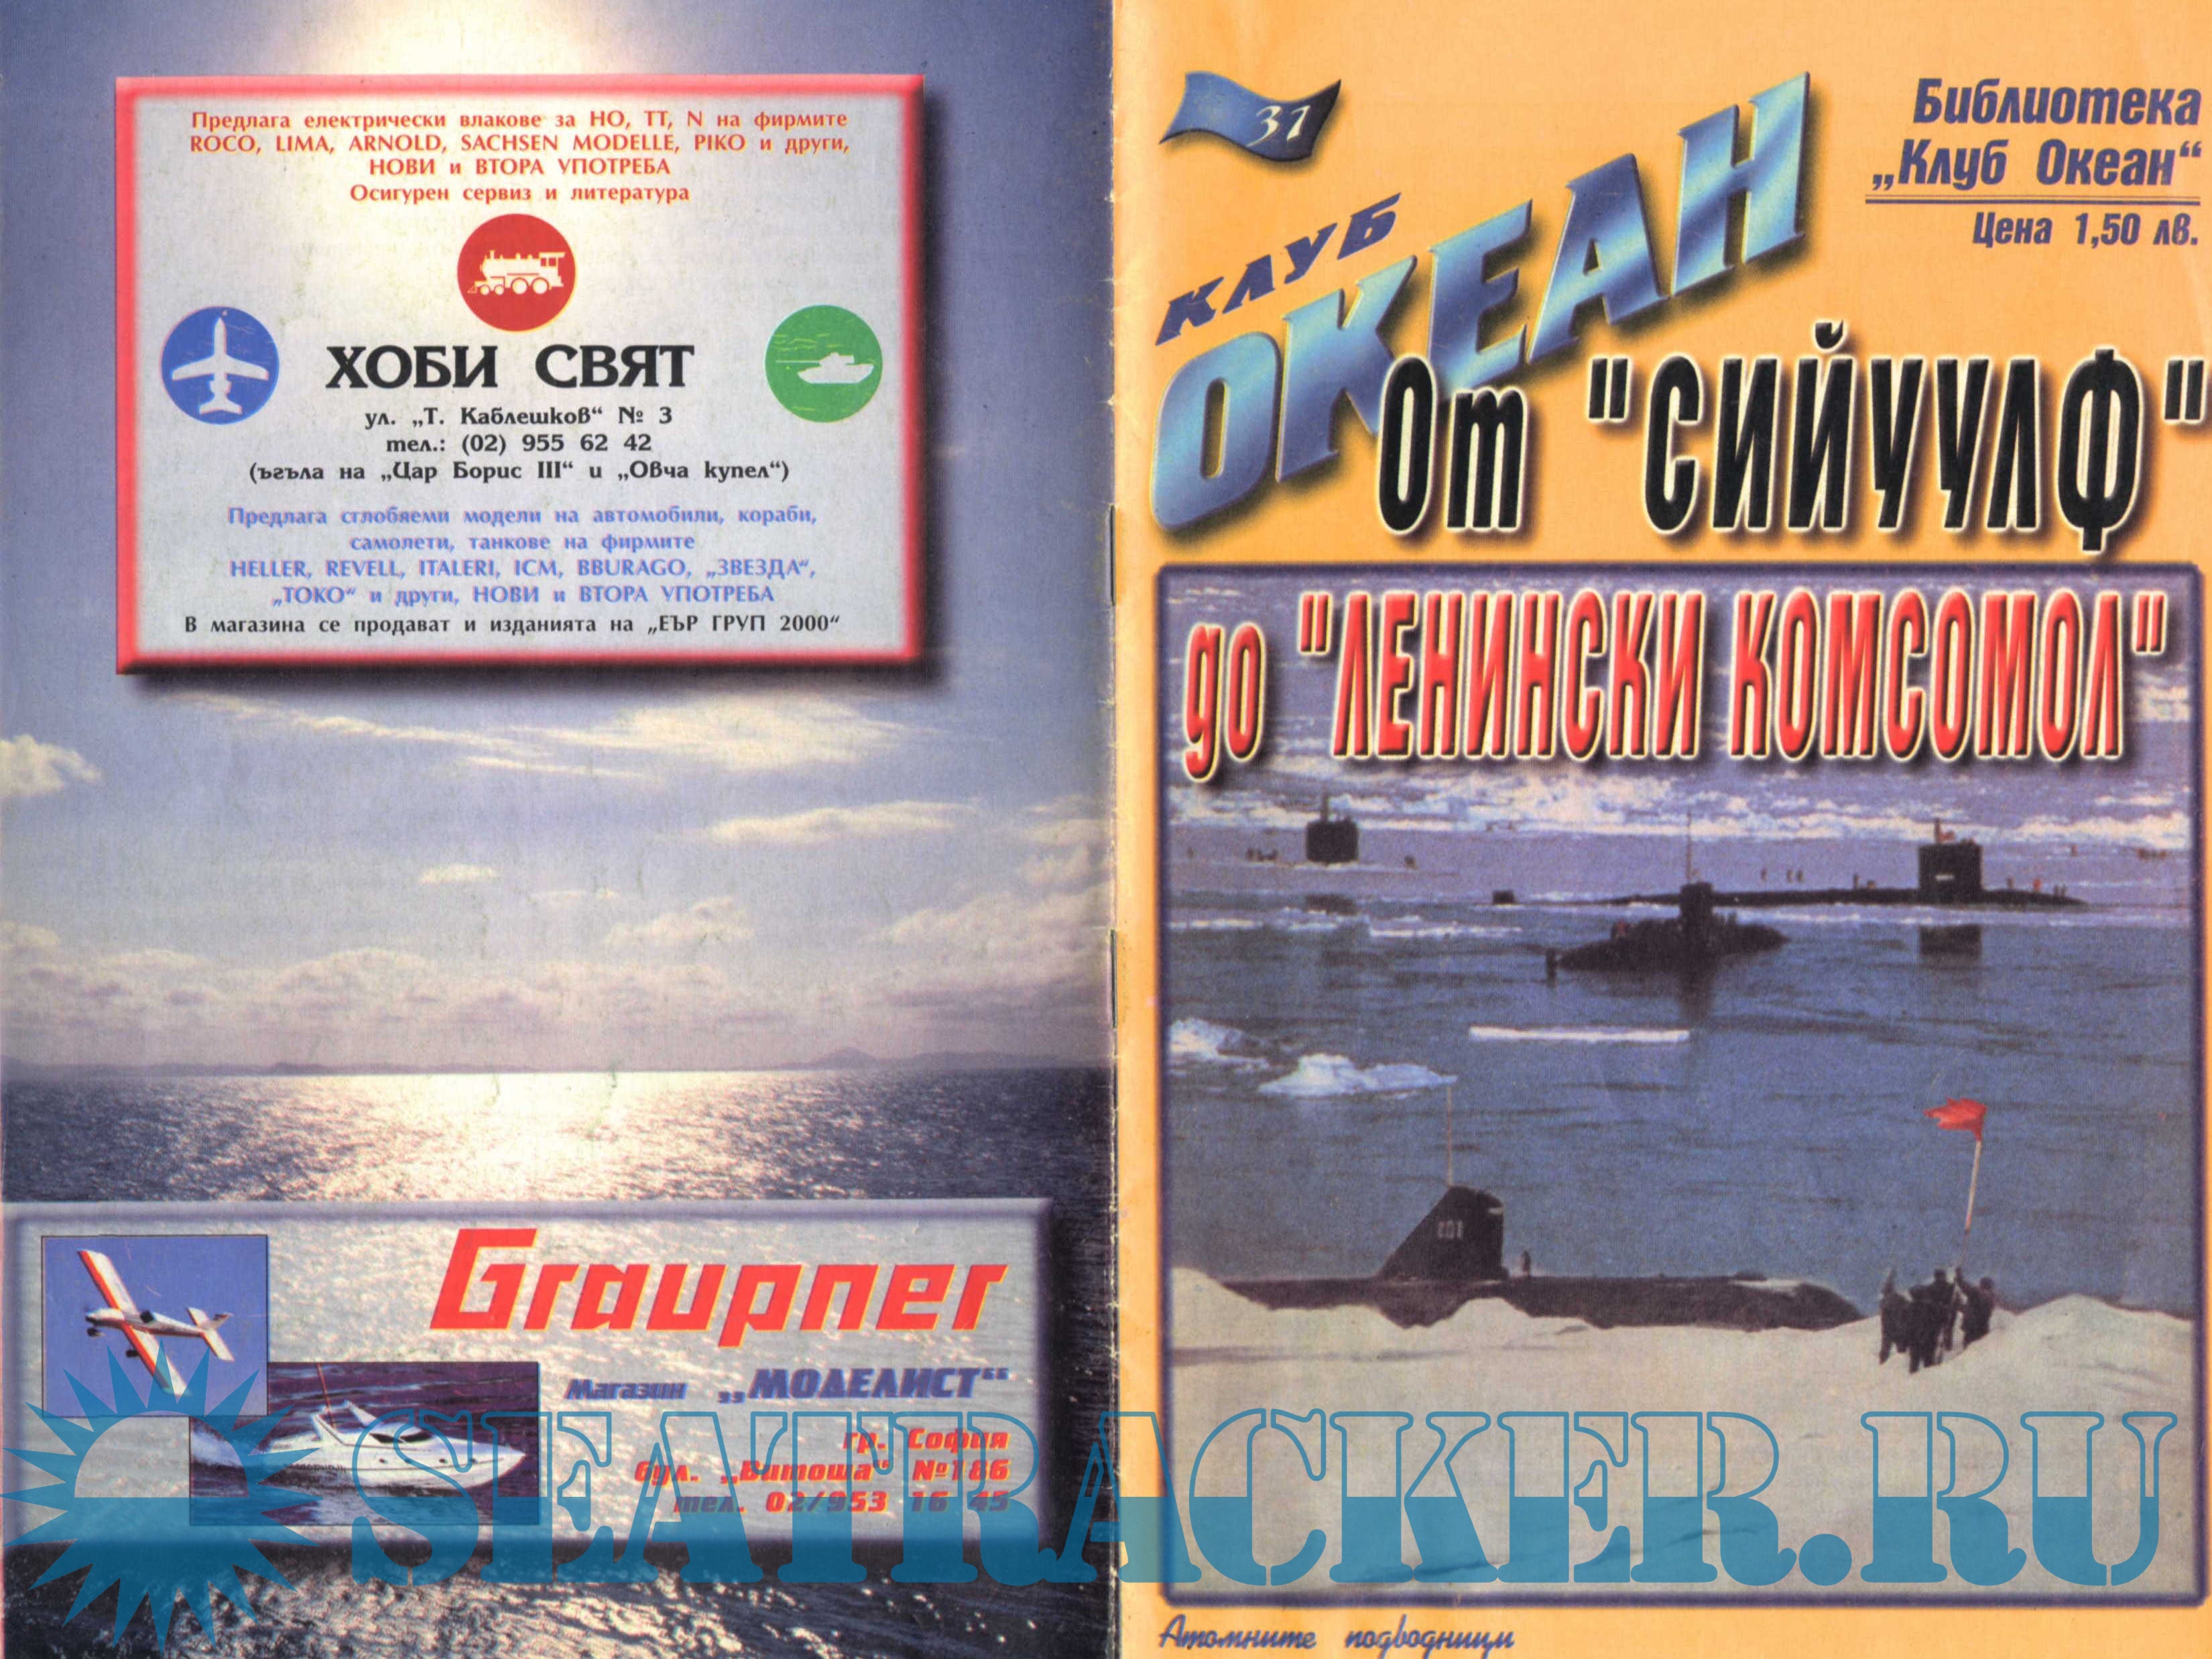 Предлага електрически влакове за HO, TT, N на фирмите
ROCO, LIMA, ARNOLD, SACHSEN MODELLE, PIKO и други,
НОВИ и ВТОРА УПОТРЕБА
Осигурен сервиз и литература
ХОБИ СВЯТ
ул. „Т. Каблешков“ № 3
тел.: (02) 955 62 42
(ъгъла на „Цар Борис III“ и „Овча купел“)
Предлага сглобяеми модели на автомобили, кораби,
самолети, танкове на фирмите
HELLER, REVELL, ITALERI, ICM, BBURAGO, „ЗВЕЗДА“,
„ТОКО“ и други, НОВИ и ВТОРА УПОТРЕБА
В магазина се продават и изданията на „ЕЪР ГРУП 2000“
Graupner
Магазин „МОДЕЛИСТ“
гр. София
бул. „Витоша“ №186
тел. 02/953 16 45
31
Библиотека
„Клуб Океан“
Цена 1,50 лв.
КЛУБ
ОКЕАН
От "СИЙУУЛФ"
до "ЛЕНИНСКИ КОМСОМОЛ"
Атомните подводници
SEATRACKER.RU